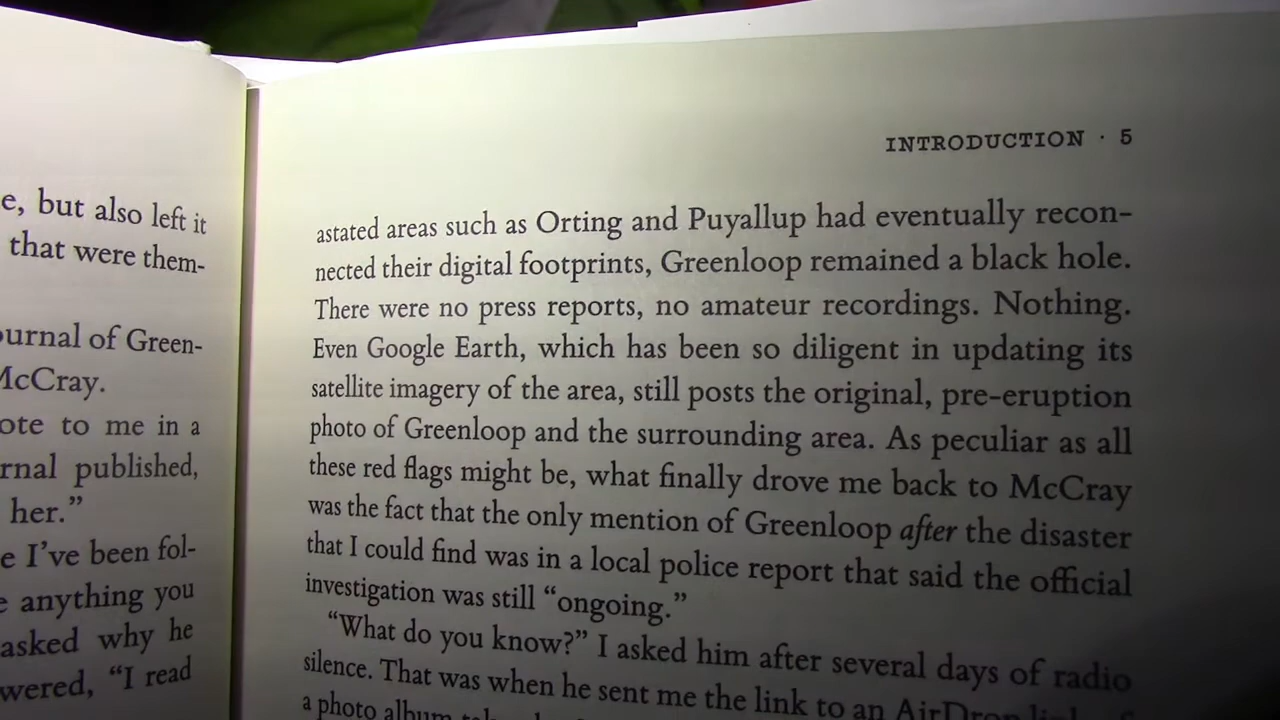 e, but also left it
that were them-
ournal of Green-
McCray.
ote to me in a
rnal published,
her.”
e I’ve been fol-
e anything you
asked why he
wered, “I read
INTRODUCTION · 5
astated areas such as Orting and Puyallup had eventually recon-
nected their digital footprints, Greenloop remained a black hole.
There were no press reports, no amateur recordings. Nothing.
Even Google Earth, which has been so diligent in updating its
satellite imagery of the area, still posts the original, pre-eruption
photo of Greenloop and the surrounding area. As peculiar as all
these red flags might be, what finally drove me back to McCray
was the fact that the only mention of Greenloop after the disaster
that I could find was in a local police report that said the official
investigation was still “ongoing.”
“What do you know?” I asked him after several days of radio
silence. That was when he sent me the link to an AirDrop
a photo album